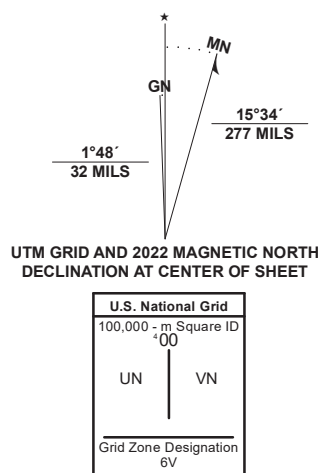 ★
MN
GN
15°34´
277 MILS
1°48´
32 MILS
UTM GRID AND 2022 MAGNETIC NORTH
DECLINATION AT CENTER OF SHEET
U.S. National Grid
100,000 - m Square ID
⁴00
UN VN
Grid Zone Designation
6V